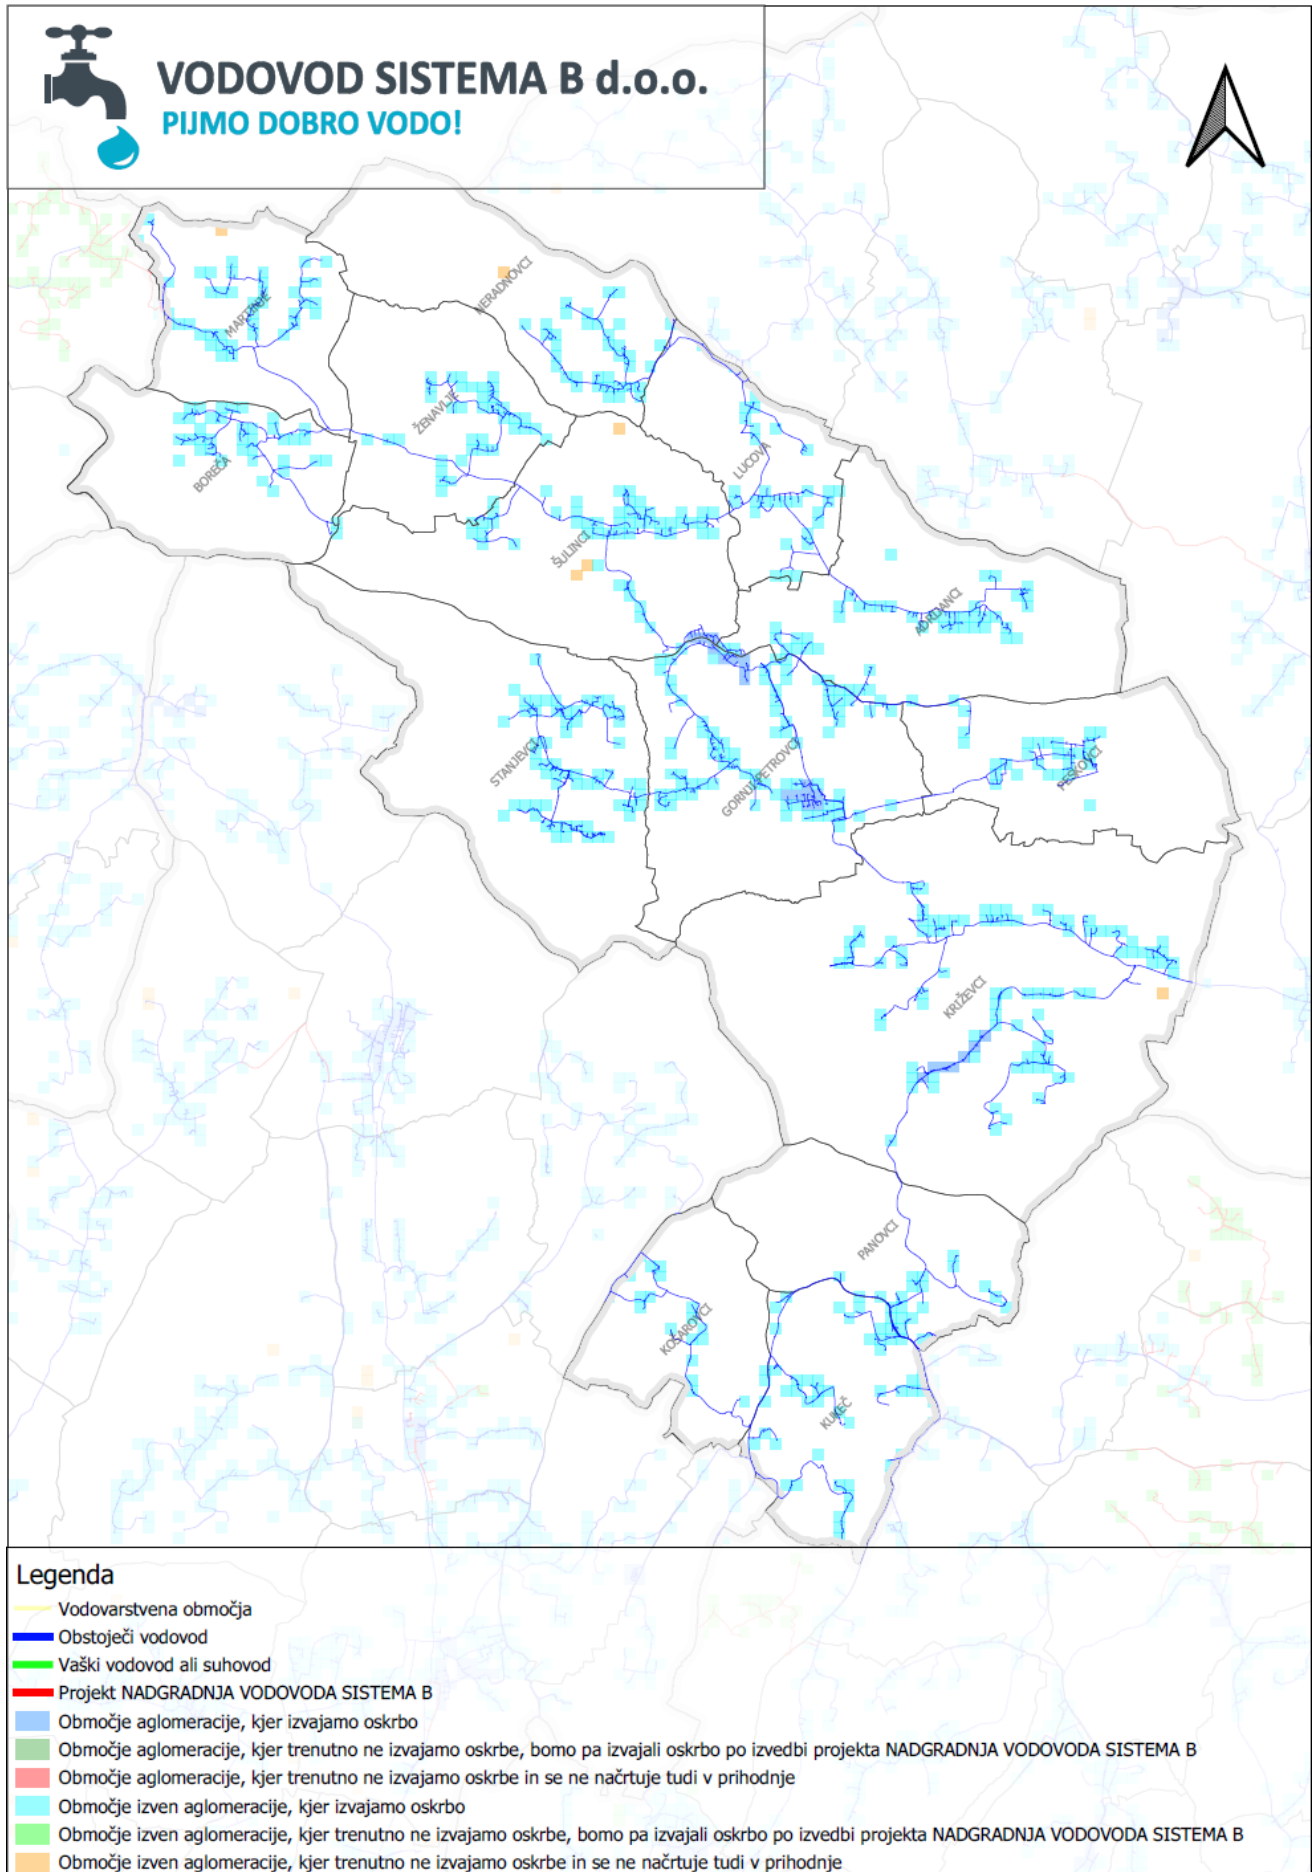 VODOVOD SISTEMA B d.o.o.
PIJMO DOBRO VODO!
MARTINJE
NERADNOVCI
ŽENAVLJE
BOREČA
LUCOVA
ŠULINCI
ADRIJANCI
STANJEVCI
GORNJI PETROVCI
PESKOVCI
KRIŽEVCI
PANOVCI
KOŠAROVCI
KUKEČ
Legenda
Vodovarstvena območja
Obstoječi vodovod
Vaški vodovod ali suhovod
Projekt NADGRADNJA VODOVODA SISTEMA B
Območje aglomeracije, kjer izvajamo oskrbo
Območje aglomeracije, kjer trenutno ne izvajamo oskrbe, bomo pa izvajali oskrbo po izvedbi projekta NADGRADNJA VODOVODA SISTEMA B
Območje aglomeracije, kjer trenutno ne izvajamo oskrbe in se ne načrtuje tudi v prihodnje
Območje izven aglomeracije, kjer izvajamo oskrbo
Območje izven aglomeracije, kjer trenutno ne izvajamo oskrbe, bomo pa izvajali oskrbo po izvedbi projekta NADGRADNJA VODOVODA SISTEMA B
Območje izven aglomeracije, kjer trenutno ne izvajamo oskrbe in se ne načrtuje tudi v prihodnje